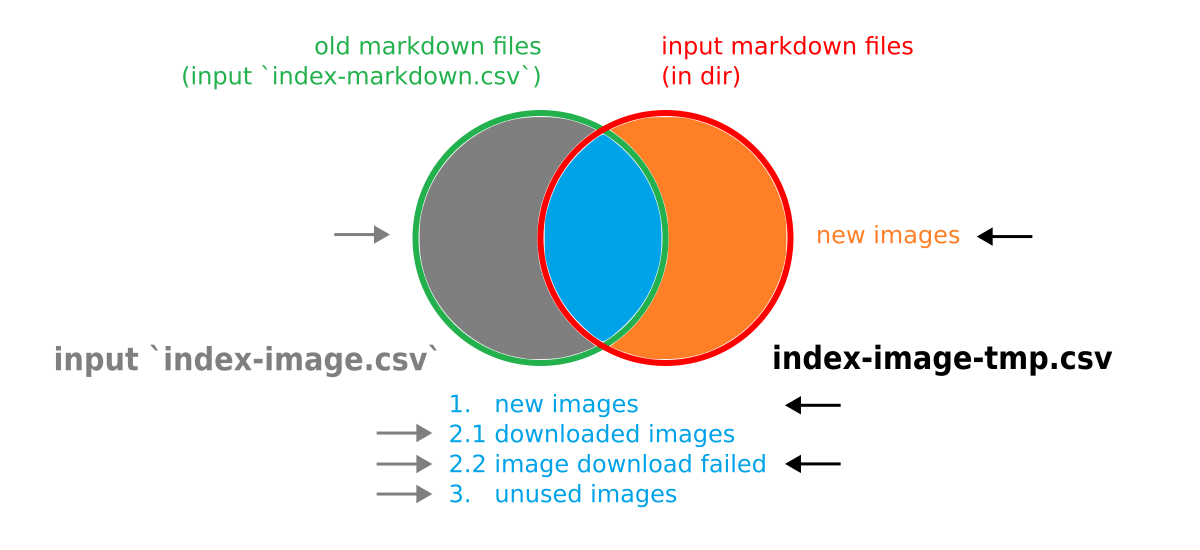 old markdown files
(input `index-markdown.csv`)
input markdown files
(in dir)
new images
input `index-image.csv`
index-image-tmp.csv
1. new images
2.1 downloaded images
2.2 image download failed
3. unused images